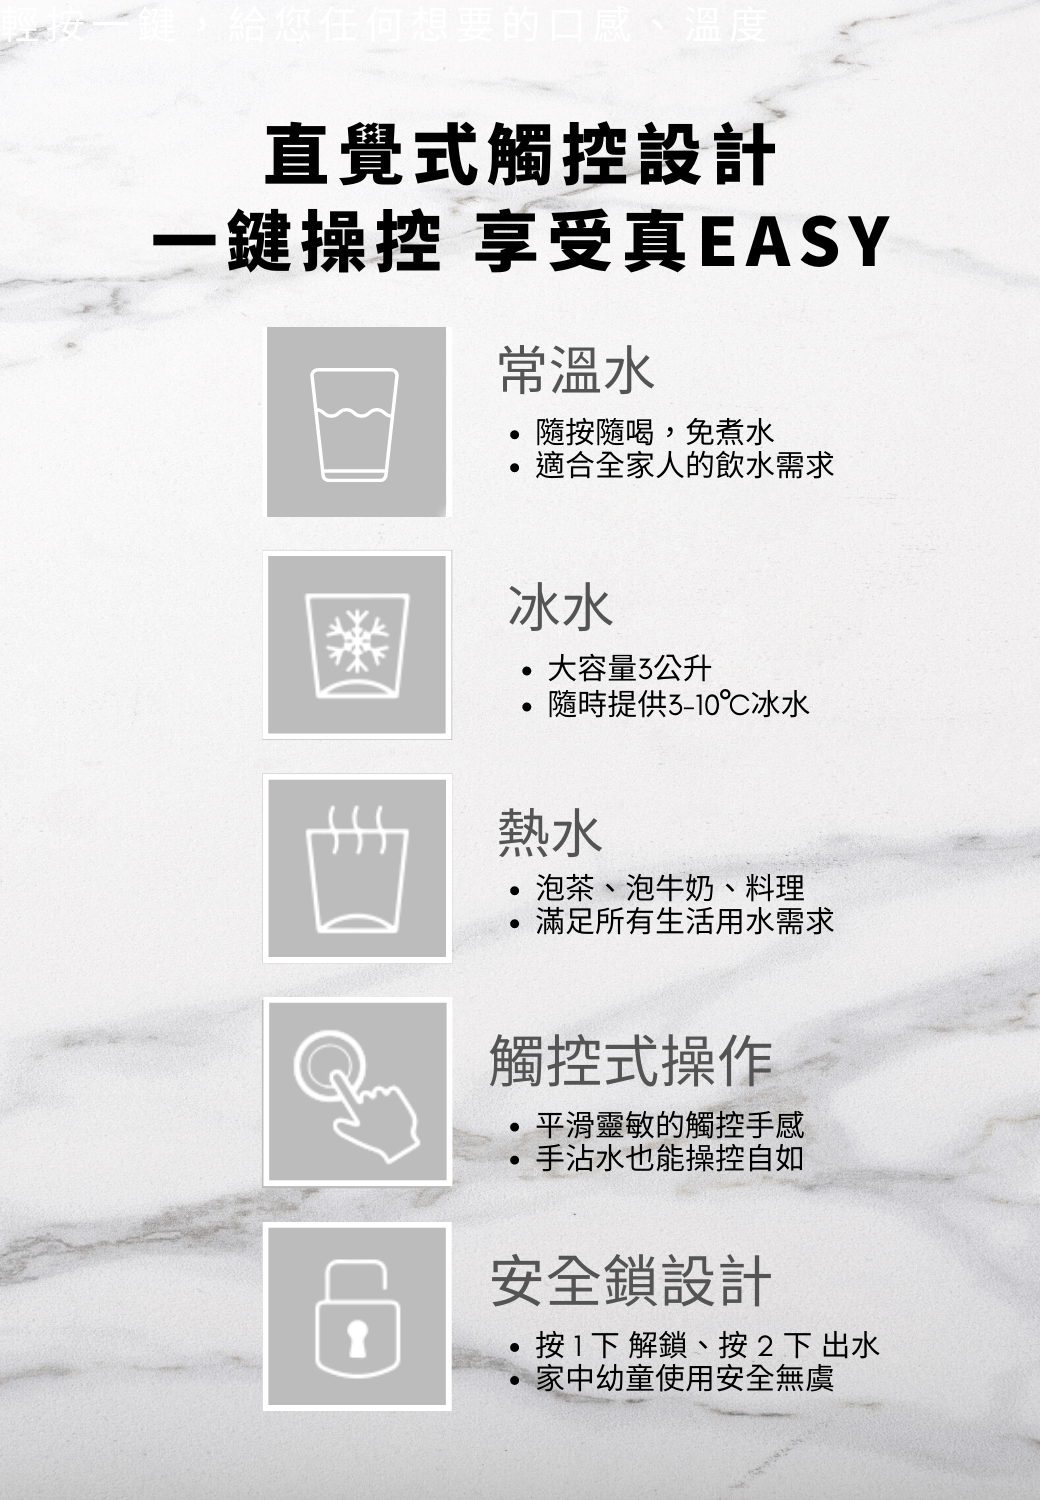 輕按一鍵，給您任何想要的口感、溫度
直覺式觸控設計
一鍵操控 享受真EASY
常溫水
• 隨按隨喝，免煮水
• 適合全家人的飲水需求
冰水
• 大容量3公升
• 隨時提供3-10℃冰水
熱水
• 泡茶、泡牛奶、料理
• 滿足所有生活用水需求
觸控式操作
• 平滑靈敏的觸控手感
• 手沾水也能操控自如
安全鎖設計
• 按 1 下 解鎖、按 2 下 出水
• 家中幼童使用安全無虞